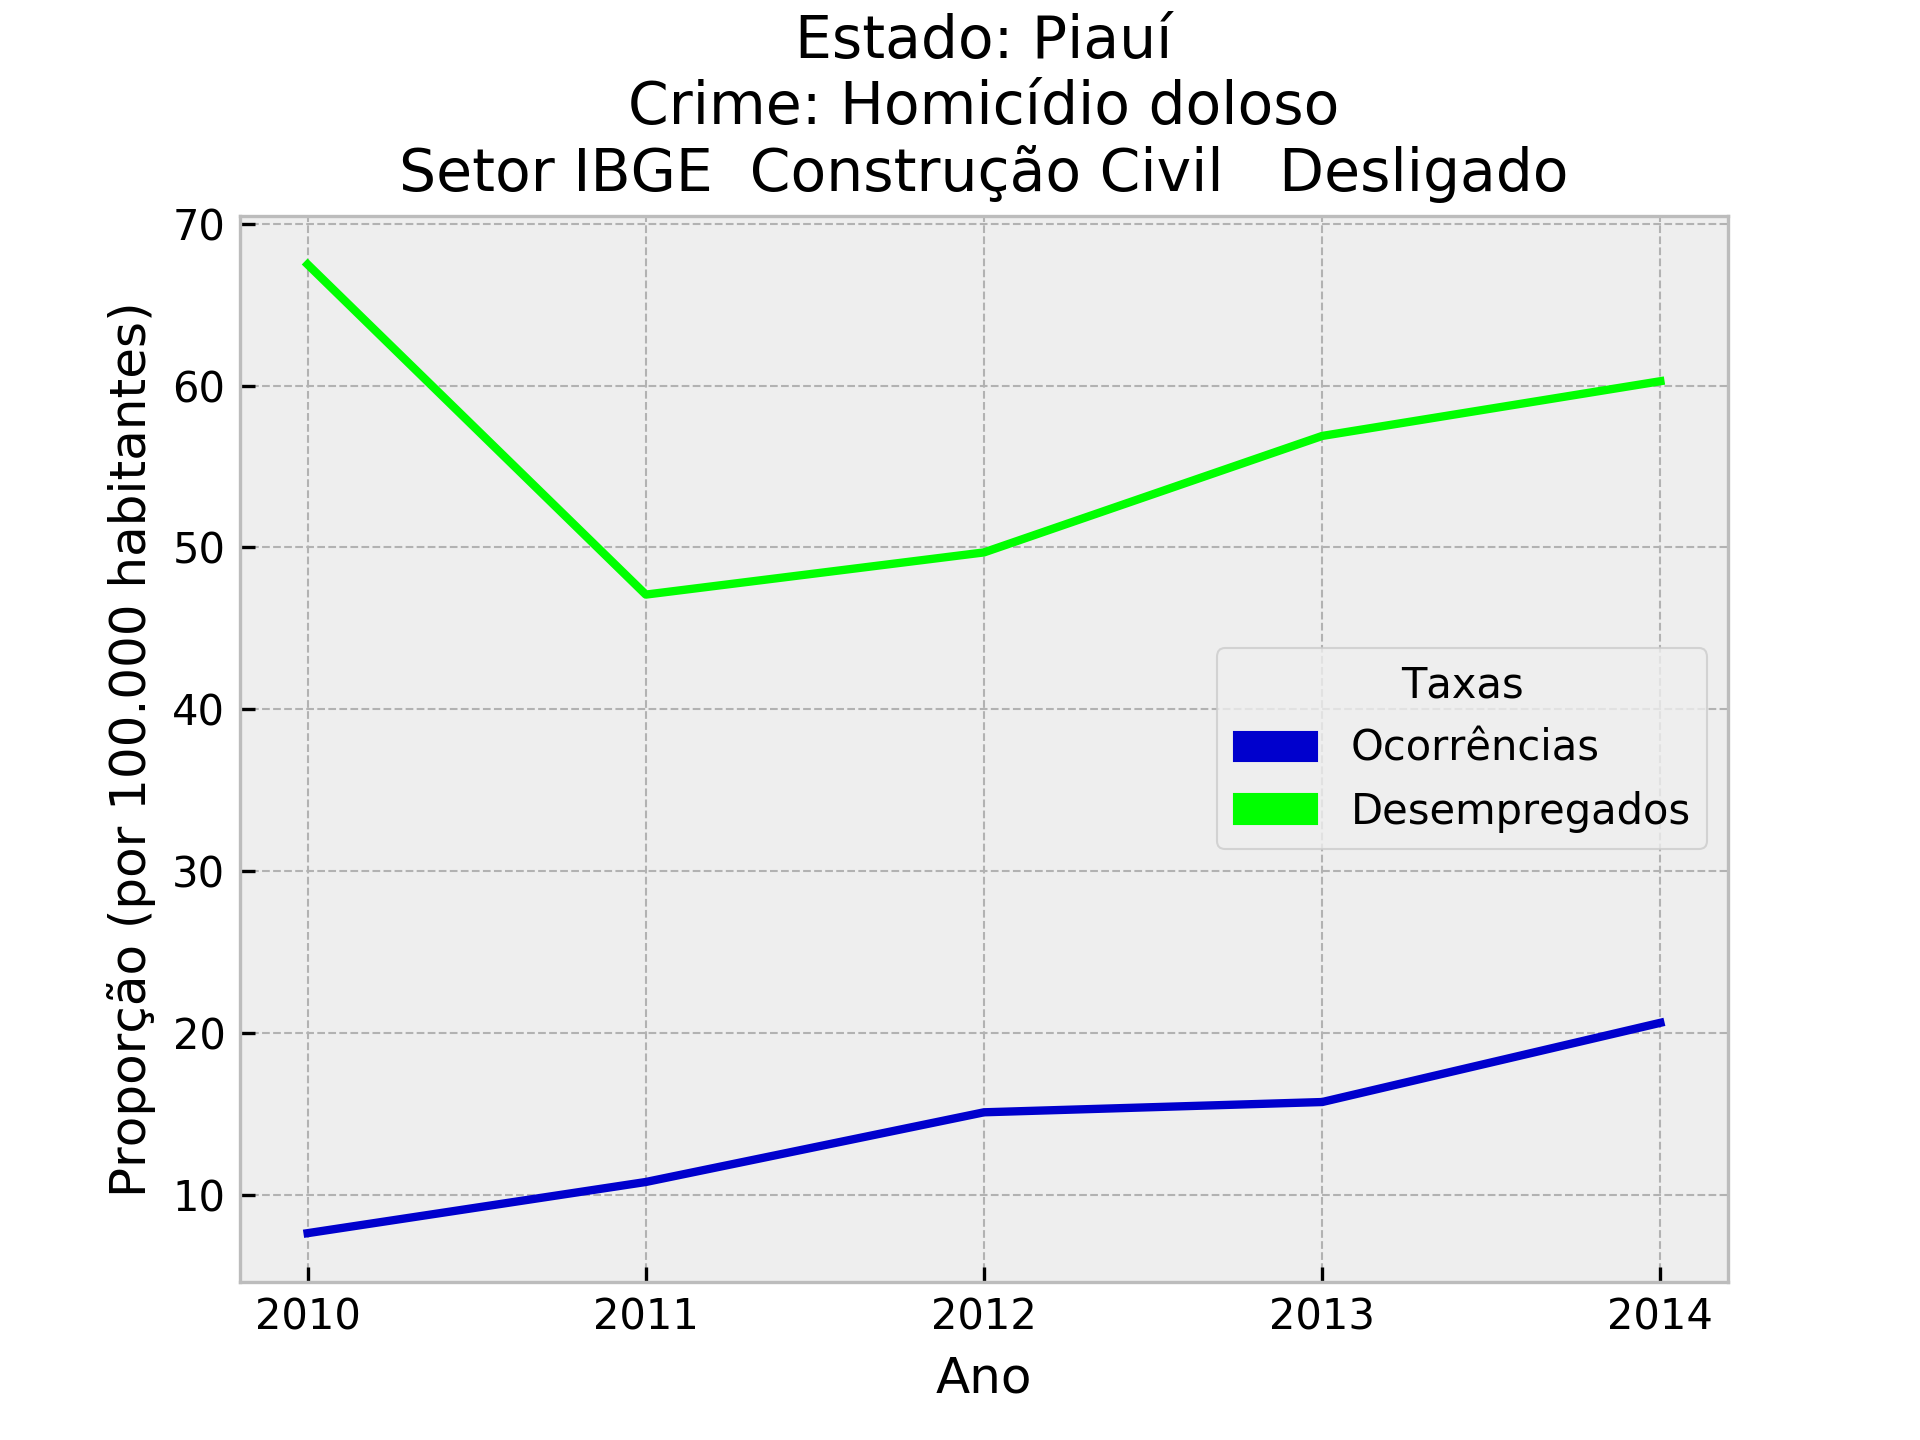 Estado: Piauí
Crime: Homicídio doloso
Setor IBGE  Construção Civil   Desligado
Proporção (por 100.000 habitantes)
70
60
50
40
30
20
10
Taxas
Ocorrências
Desempregados
2010
2011
2012
2013
2014
Ano